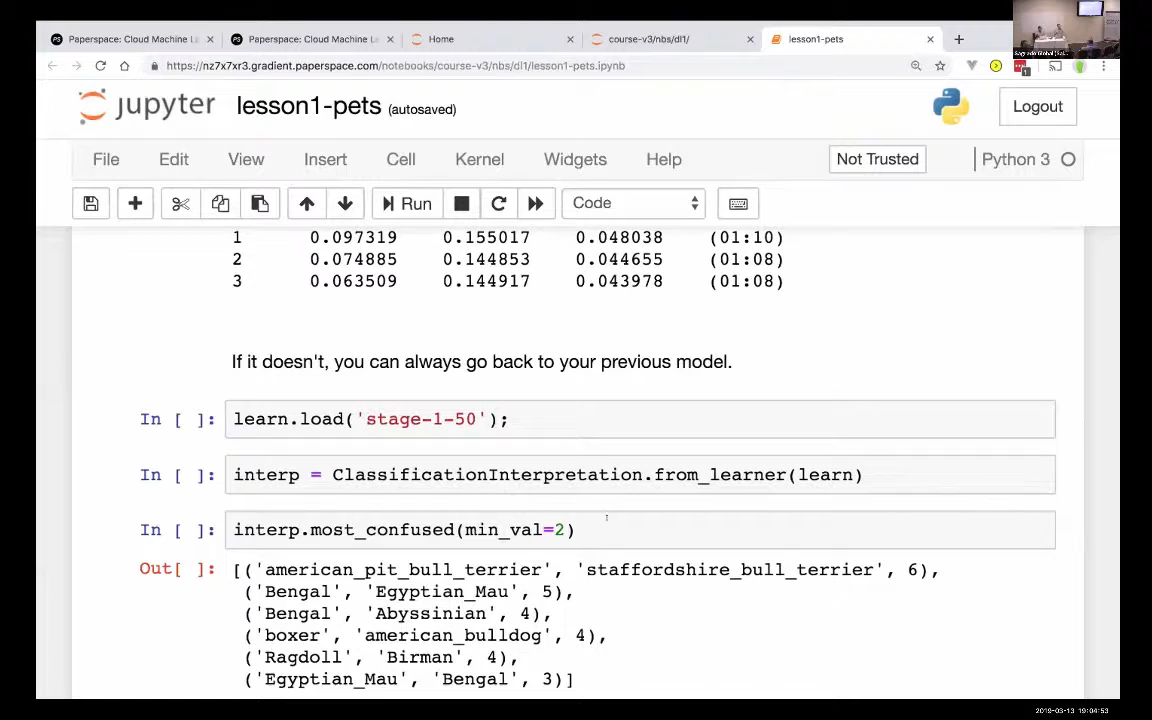 Paperspace: Cloud Machine L
Paperspace: Cloud Machine L
Home
course-v3/nbs/dl1/
lesson1-pets
https://nz7x7xr3.gradient.paperspace.com/notebooks/course-v3/nbs/dl1/lesson1-pets.ipynb
jupyter lesson1-pets (autosaved)
Logout
File Edit View Insert Cell Kernel Widgets Help
Not Trusted
Python 3
Run
Code
1 0.097319 0.155017 0.048038 (01:10)
2 0.074885 0.144853 0.044655 (01:08)
3 0.063509 0.144917 0.043978 (01:08)
If it doesn't, you can always go back to your previous model.
In [ ]: learn.load('stage-1-50');
In [ ]: interp = ClassificationInterpretation.from_learner(learn)
In [ ]: interp.most_confused(min_val=2)
Out[ ]: [('american_pit_bull_terrier', 'staffordshire_bull_terrier', 6),
('Bengal', 'Egyptian_Mau', 5),
('Bengal', 'Abyssinian', 4),
('boxer', 'american_bulldog', 4),
('Ragdoll', 'Birman', 4),
('Egyptian_Mau', 'Bengal', 3)]
2019-03-13 19:04:53